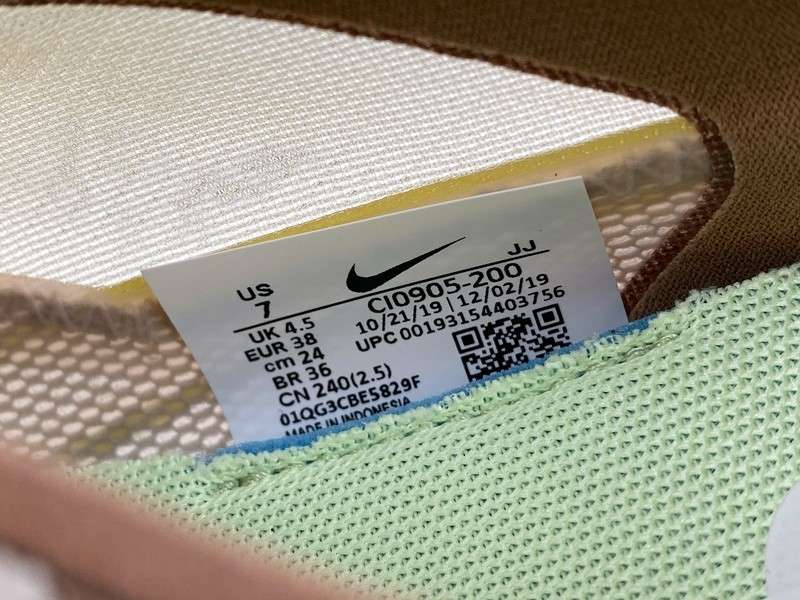 JJ
US
7
CI0905-200
UK 4.5
10/21/19 | 12/02/19
EUR 38
UPC 00193154403756
cm 24
BR 36
CN 240(2.5)
01QG3CBE5829F
MADE IN INDONESIA